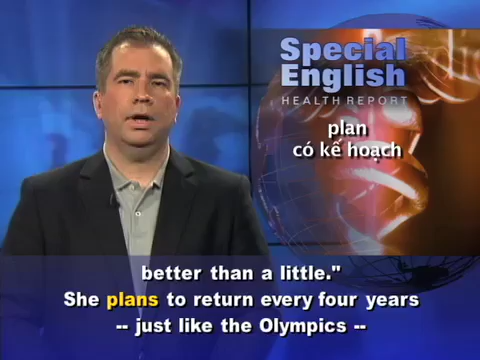 Special
English
HEALTH REPORT
plan
có kế hoạch
better than a little."
She plans to return every four years
-- just like the Olympics --